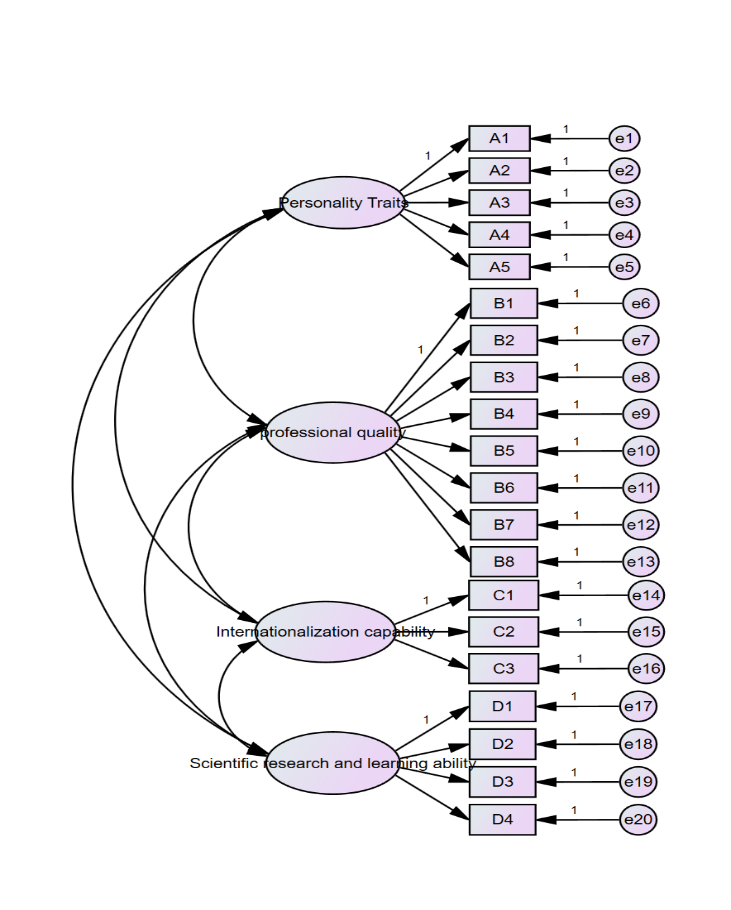 1 A1 1 e1
A2 1 e2
Personality Traits A3 1 e3
A4 1 e4
A5 1 e5
B1 1 e6
1 B2 1 e7
B3 1 e8
B4 1 e9
professional quality B5 1 e10
B6 1 e11
B7 1 e12
B8 1 e13
1 C1 1 e14
Internationalization capability C2 1 e15
C3 1 e16
1 D1 1 e17
D2 1 e18
Scientific research and learning ability D3 1 e19
D4 1 e20